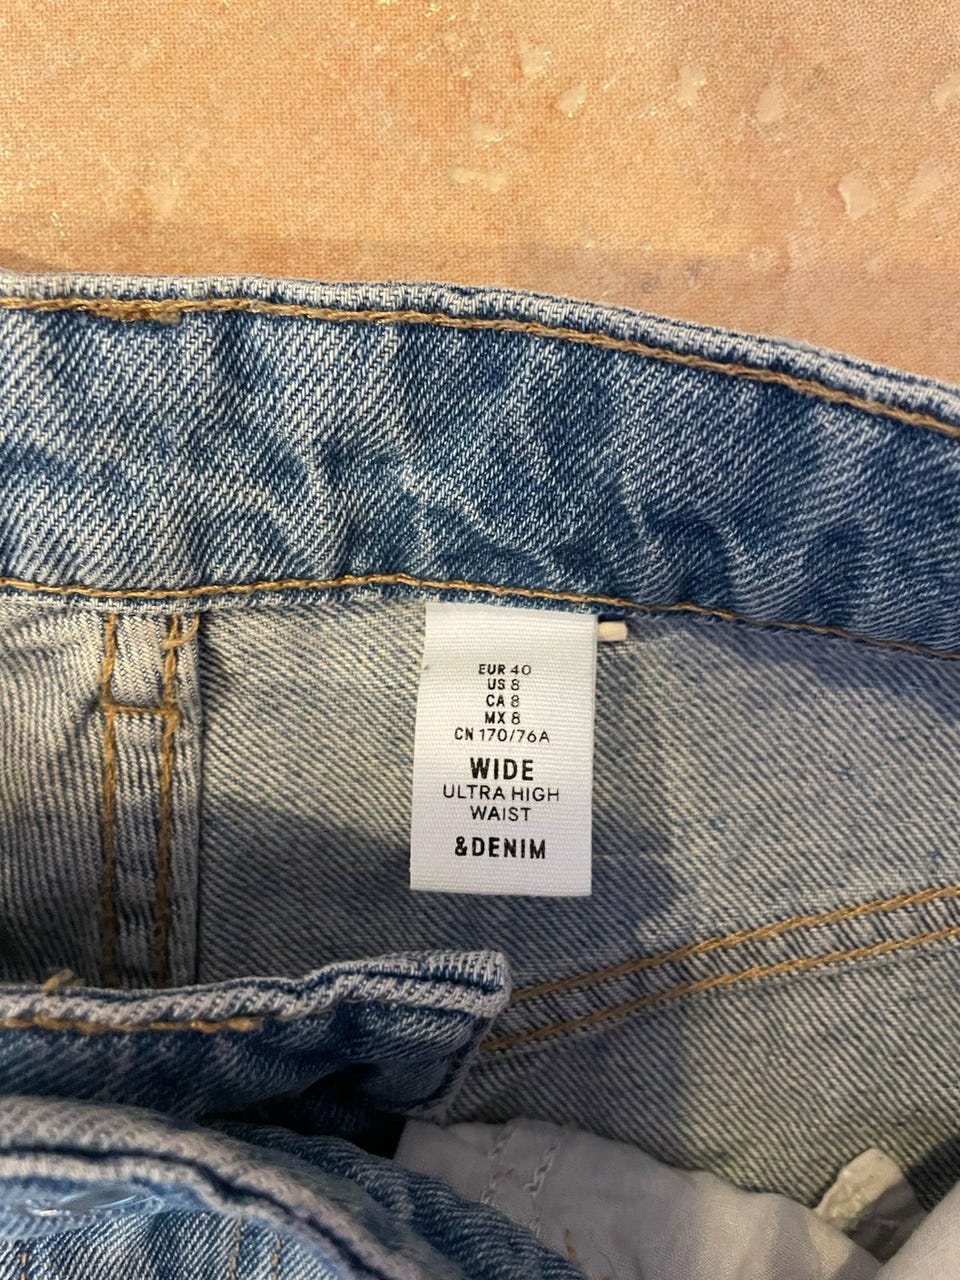 EUR 40
US 8
CA 8
MX 8
CN 170/76A
WIDE
ULTRA HIGH
WAIST
&DENIM